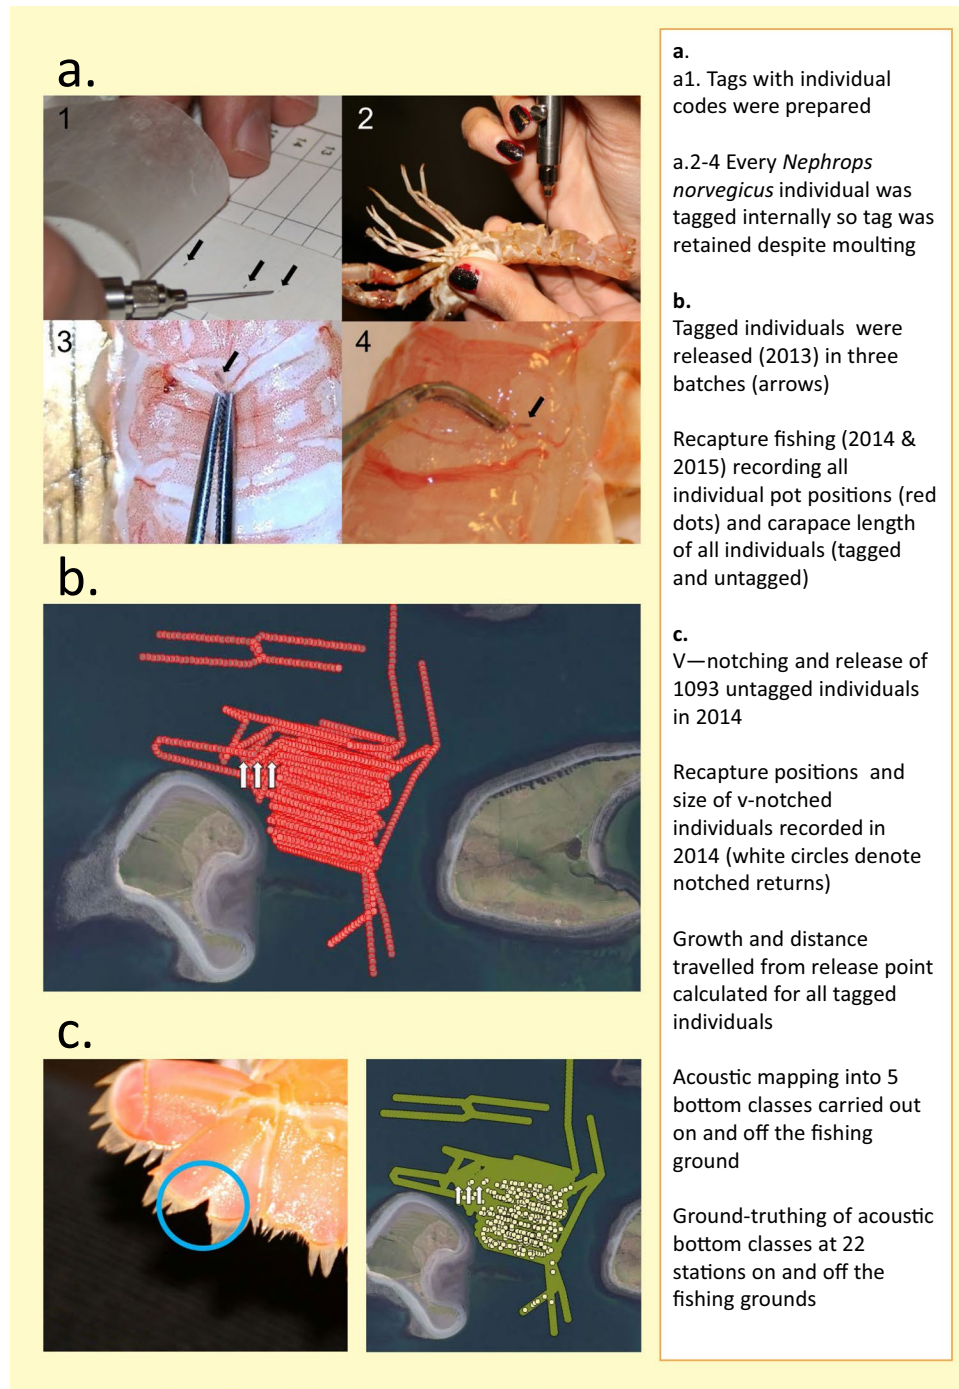 a.
1
2
3
4
b.
c.
a.
a1. Tags with individual
codes were prepared
a.2-4 Every Nephrops
norvegicus individual was
tagged internally so tag was
retained despite moulting
b.
Tagged individuals were
released (2013) in three
batches (arrows)
Recapture fishing (2014 &
2015) recording all
individual pot positions (red
dots) and carapace length
of all individuals (tagged
and untagged)
c.
V—notching and release of
1093 untagged individuals
in 2014
Recapture positions and
size of v-notched
individuals recorded in
2014 (white circles denote
notched returns)
Growth and distance
travelled from release point
calculated for all tagged
individuals
Acoustic mapping into 5
bottom classes carried out
on and off the fishing
ground
Ground-truthing of acoustic
bottom classes at 22
stations on and off the
fishing grounds